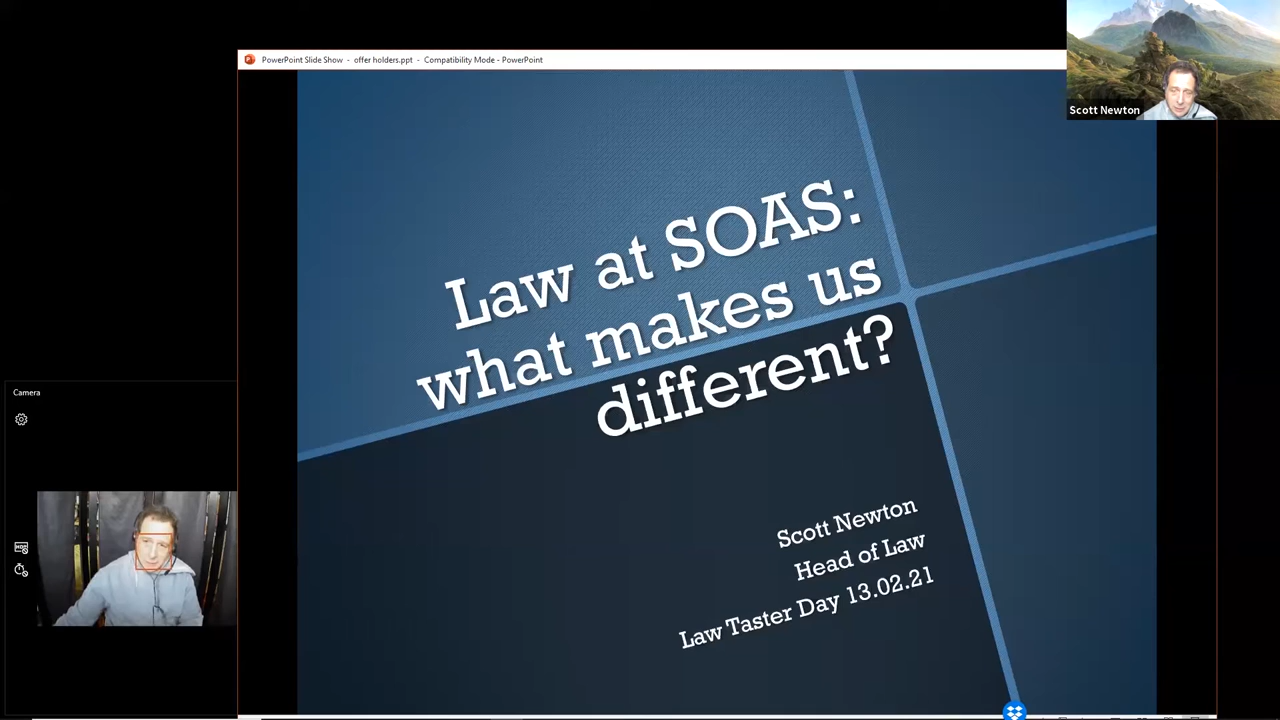 PowerPoint Slide Show - offer holders.ppt - Compatibility Mode - PowerPoint
Scott Newton
Law at SOAS:
what makes us
different?
Camera
Scott Newton
Head of Law
Law Taster Day 13.02.21